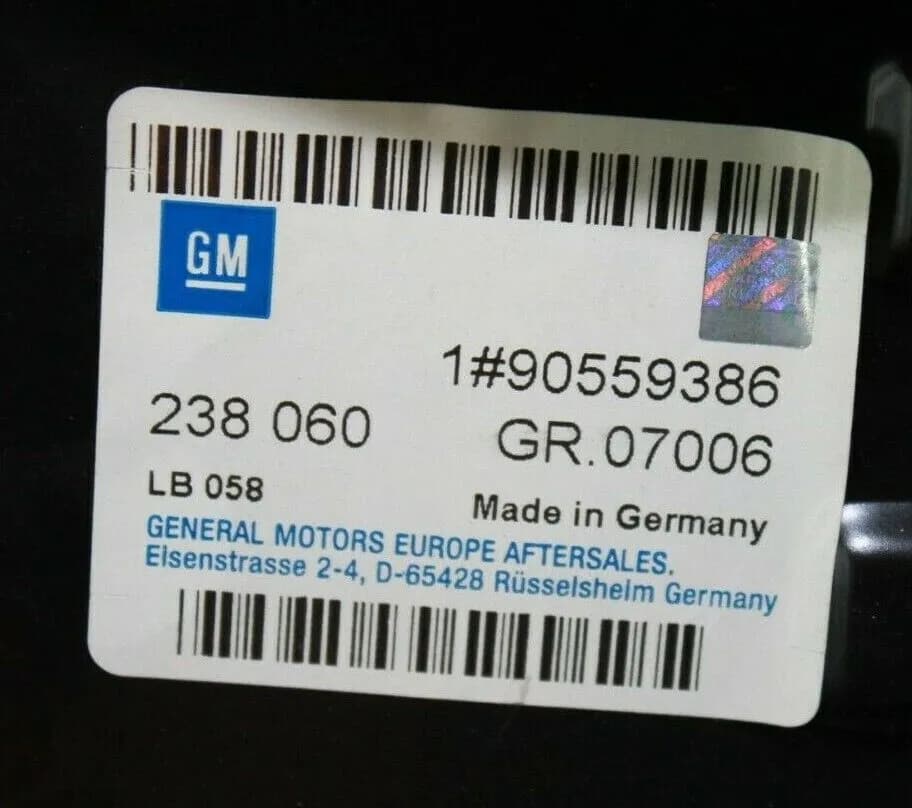 GM
1#90559386
238 060
GR.07006
LB 058
Made in Germany
GENERAL MOTORS EUROPE AFTERSALES.
Eisenstrasse 2-4, D-65428 Rüsselsheim Germany